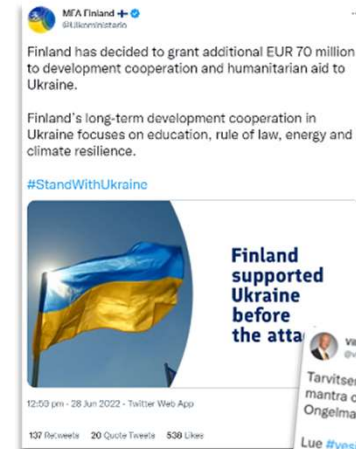 MFA Finland
@Ulkoministerio
Finland has decided to grant additional EUR 70 million
to development cooperation and humanitarian aid to
Ukraine.
Finland's long-term development cooperation in
Ukraine focuses on education, rule of law, energy and
climate resilience.
#StandWithUkraine
Finland
supported
Ukraine
before
the atta
12:59 pm - 28 Jun 2022 - Twitter Web App
137 Retweets 20 Quote Tweets 538 Likes
mantra
Ongelma
Lue